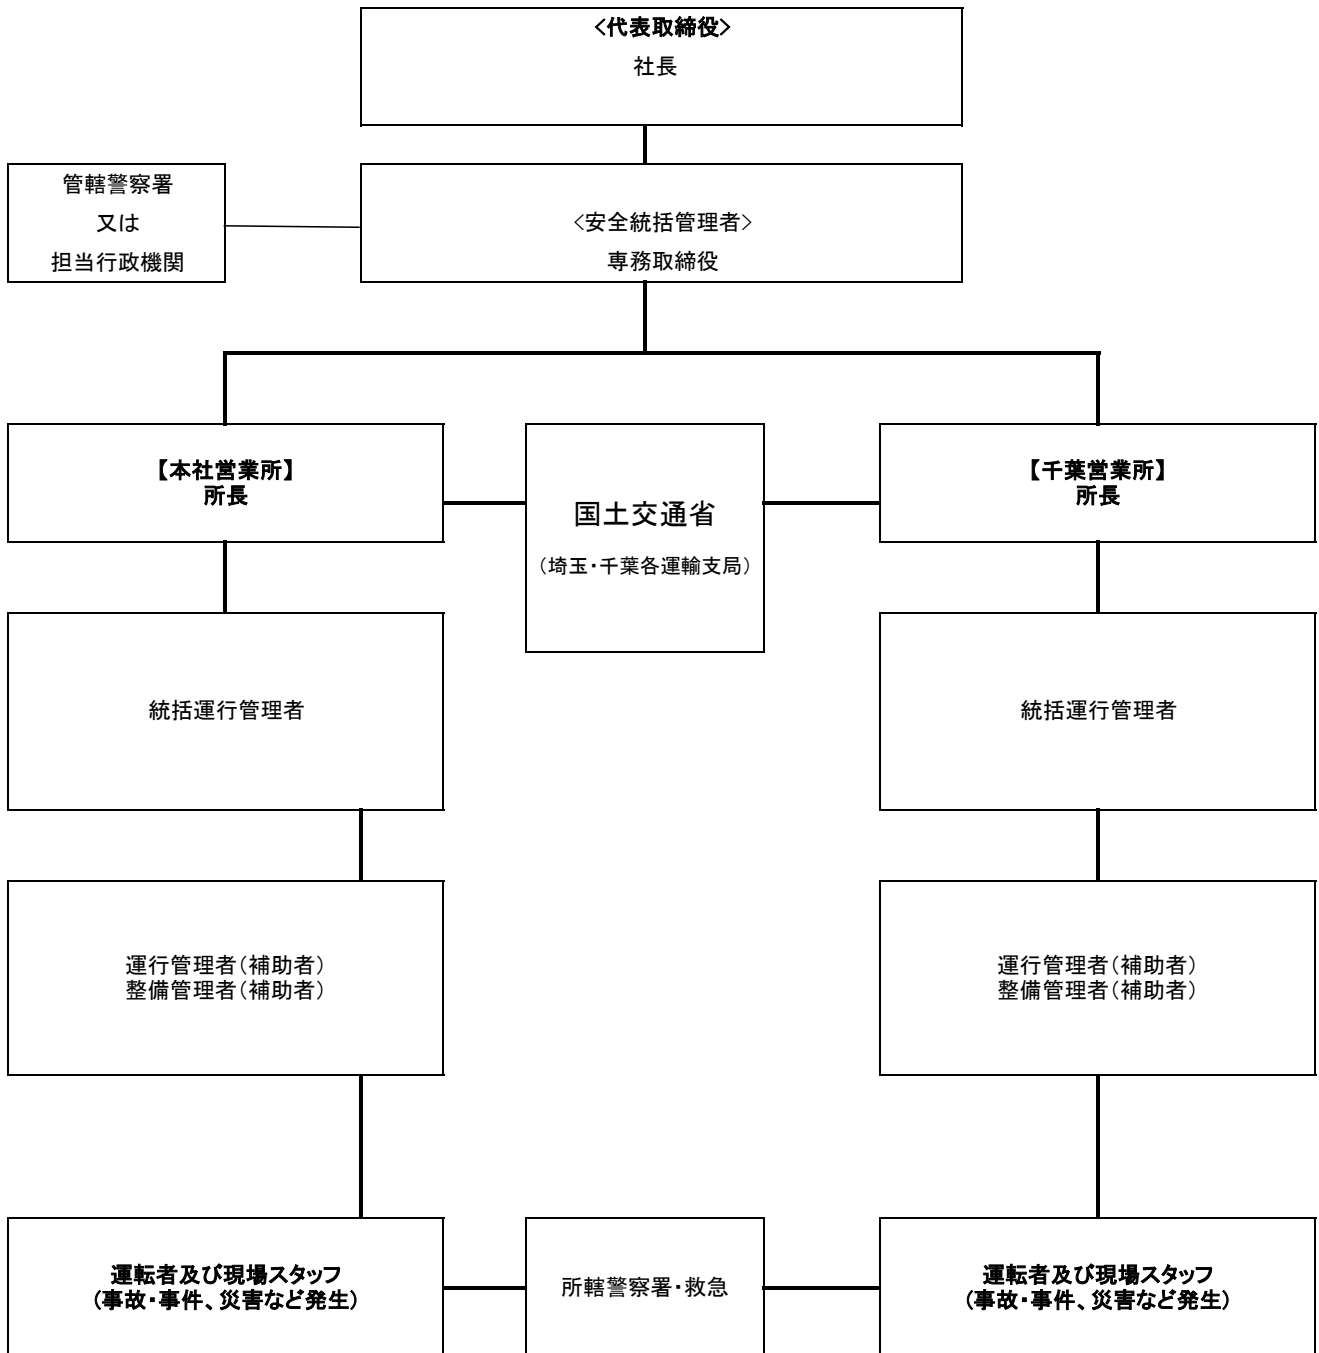 <代表取締役>
社長
管轄警察署
又は
担当行政機関
<安全統括管理者>
専務取締役
【本社営業所】
所長
国土交通省
（埼玉・千葉各運輸支局）
【千葉営業所】
所長
統括運行管理者
統括運行管理者
運行管理者（補助者）
整備管理者（補助者）
運行管理者（補助者）
整備管理者（補助者）
運転者及び現場スタッフ
（事故・事件、災害など発生）
所轄警察署・救急
運転者及び現場スタッフ
（事故・事件、災害など発生）